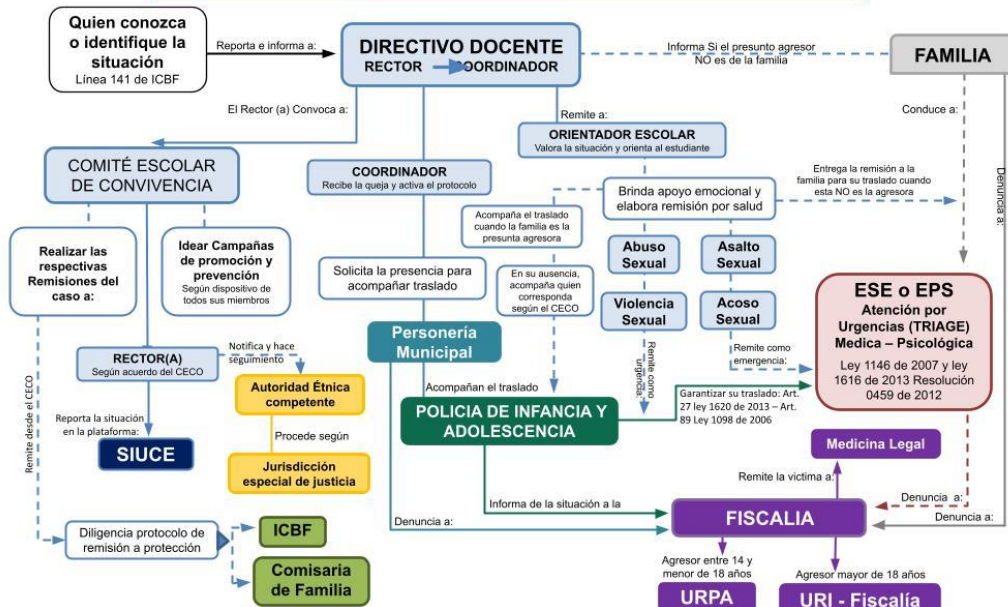 Quien conozca
o identifique la
situación
Línea 141 de ICBF
Reporta e informa a:
DIRECTIVO DOCENTE
RECTOR COORDINADOR
Informa Si el presunto agresor
NO es de la familia
FAMILIA
El Rector (a) Convoca a:
Remite a:
Conduce a:
Denuncia a:
ORIENTADOR ESCOLAR
Valora la situación y orienta al estudiante
COMITÉ ESCOLAR
DE CONVIVENCIA
COORDINADOR
Recibe la queja y activa el protocolo
Entrega la remisión a la
familia para su traslado cuando
esta NO es la agresora
Brinda apoyo emocional y
elabora remisión por salud
Acompaña el traslado
cuando la familia es la
presunta agresora
Realizar las
respectivas
Remisiones del
caso a:
Idear Campañas
de promoción y
prevención
Según dispositivo de
todos sus miembros
Abuso
Sexual
Asalto
Sexual
Solicita la presencia para
acompañar traslado
En su ausencia,
acompaña quien
corresponda
según el CECO
Violencia
Sexual
Acoso
Sexual
ESE o EPS
Atención por
Urgencias (TRIAGE)
Medica – Psicológica
Ley 1146 de 2007 y ley
1616 de 2013 Resolución
0459 de 2012
Personería
Municipal
Remite como
urgencia:
Remite como
emergencia:
RECTOR(A)
Según acuerdo del CECO
Notifica y hace
seguimiento
Autoridad Étnica
competente
Acompañan el traslado
POLICIA DE INFANCIA Y
ADOLESCENCIA
Garantizar su traslado: Art.
27 ley 1620 de 2013 – Art.
89 Ley 1098 de 2006
Remite desde el CECO
Reporta la situación
en la plataforma:
SIUCE
Procede según
Jurisdicción
especial de justicia
Medicina Legal
Remite la victima a:
Informa de la situación a la
Denuncia a:
Denuncia a:
Denuncia a:
FISCALIA
Diligencia protocolo de
remisión a protección
ICBF
Comisaria
de Familia
Agresor entre 14 y
menor de 18 años
Agresor mayor de 18 años
URPA
URI - Fiscalía